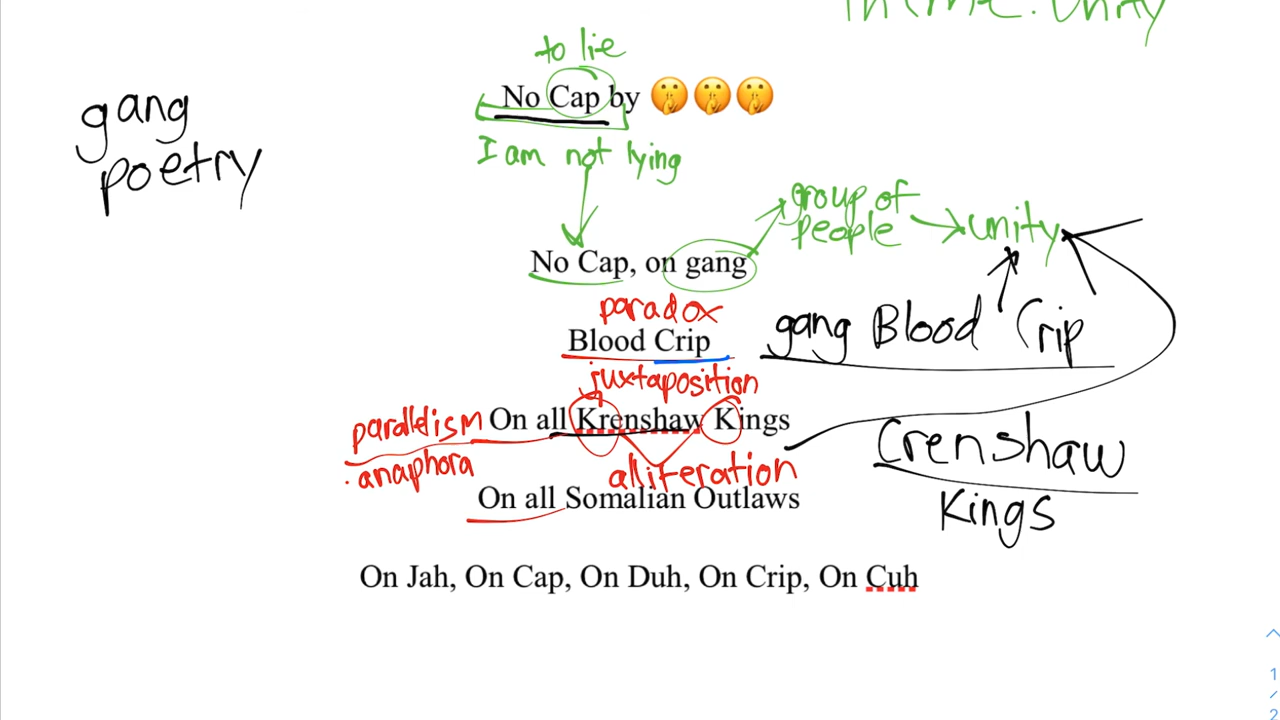 Theme: Unity
to lie
gang
poetry
No Cap by 🤫🤫🤫
I am not lying
group of
people
unity
No Cap, on gang
paradox
Blood Crip
gang Blood Crip
juxtaposition
parallelism
On all Krenshaw Kings
Crenshaw
Kings
anaphora
alliteration
On all Somalian Outlaws
On Jah, On Cap, On Duh, On Crip, On Cuh
1
/
2